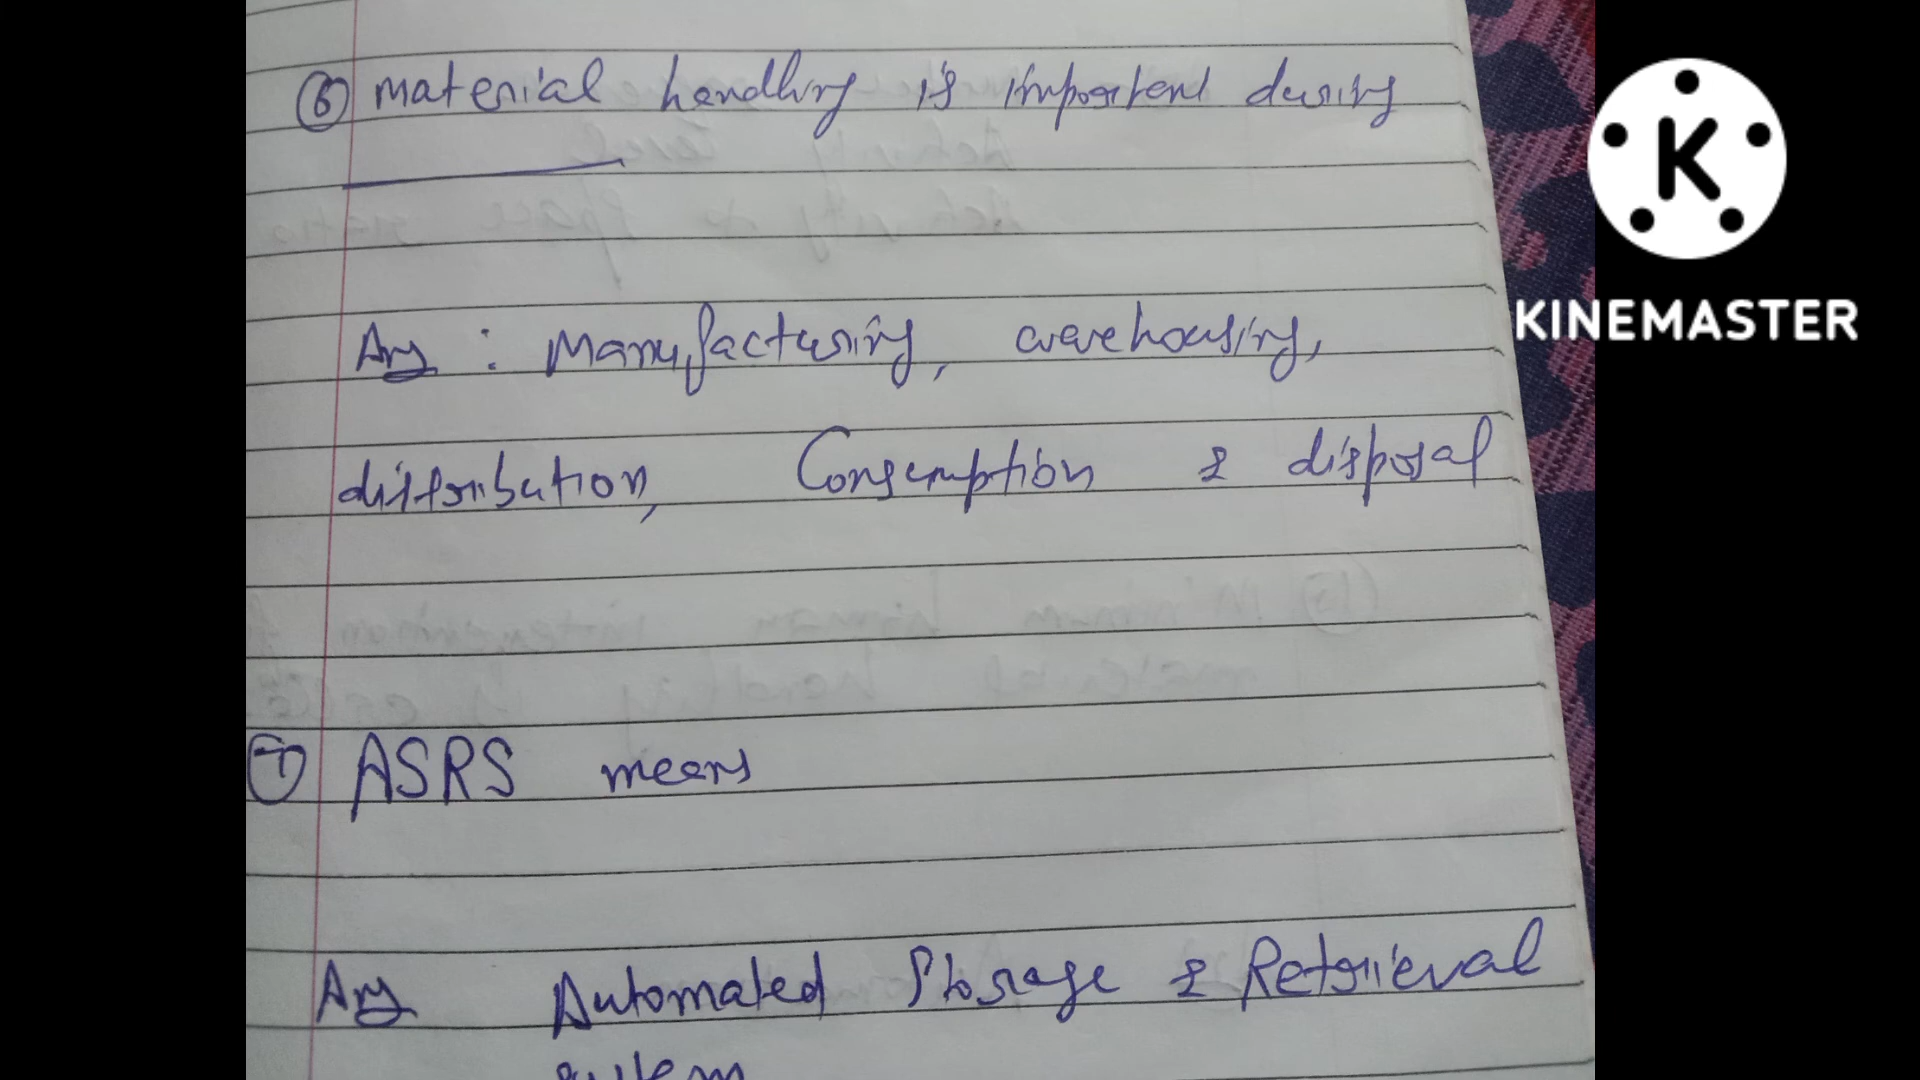 6 Material handling is important during
Ans : Manufacturing, warehousing,
distribution, Consumption & disposal
7 ASRS means
Ans Automated Storage & Retrieval
system
K
KINEMASTER